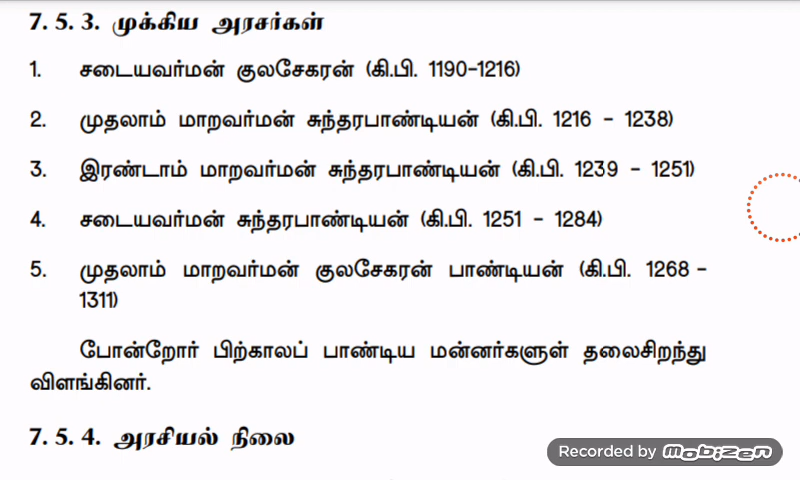 7. 5. 3. முக்கிய அரசர்கள்
1. சடையவர்மன் குலசேகரன் (கி.பி. 1190-1216)
2. முதலாம் மாறவர்மன் சுந்தரபாண்டியன் (கி.பி. 1216 - 1238)
3. இரண்டாம் மாறவர்மன் சுந்தரபாண்டியன் (கி.பி. 1239 - 1251)
4. சடையவர்மன் சுந்தரபாண்டியன் (கி.பி. 1251 - 1284)
5. முதலாம் மாறவர்மன் குலசேகரன் பாண்டியன் (கி.பி. 1268 -
1311)
போன்றோர் பிற்காலப் பாண்டிய மன்னர்களுள் தலைசிறந்து
விளங்கினர்.
7. 5. 4. அரசியல் நிலை
Recorded by mobizen